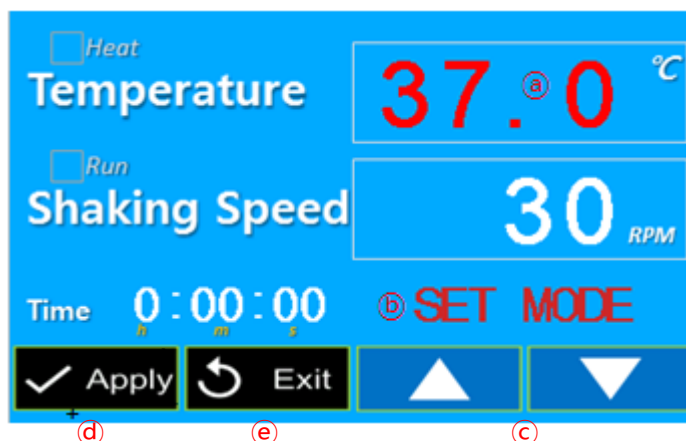 Heat
Temperature 37.ⓐ0 ℃
Run
Shaking Speed 30 RPM
Time 0:00:00 ⓑ SET MODE
h m s
Apply Exit
ⓓ ⓔ ⓒ